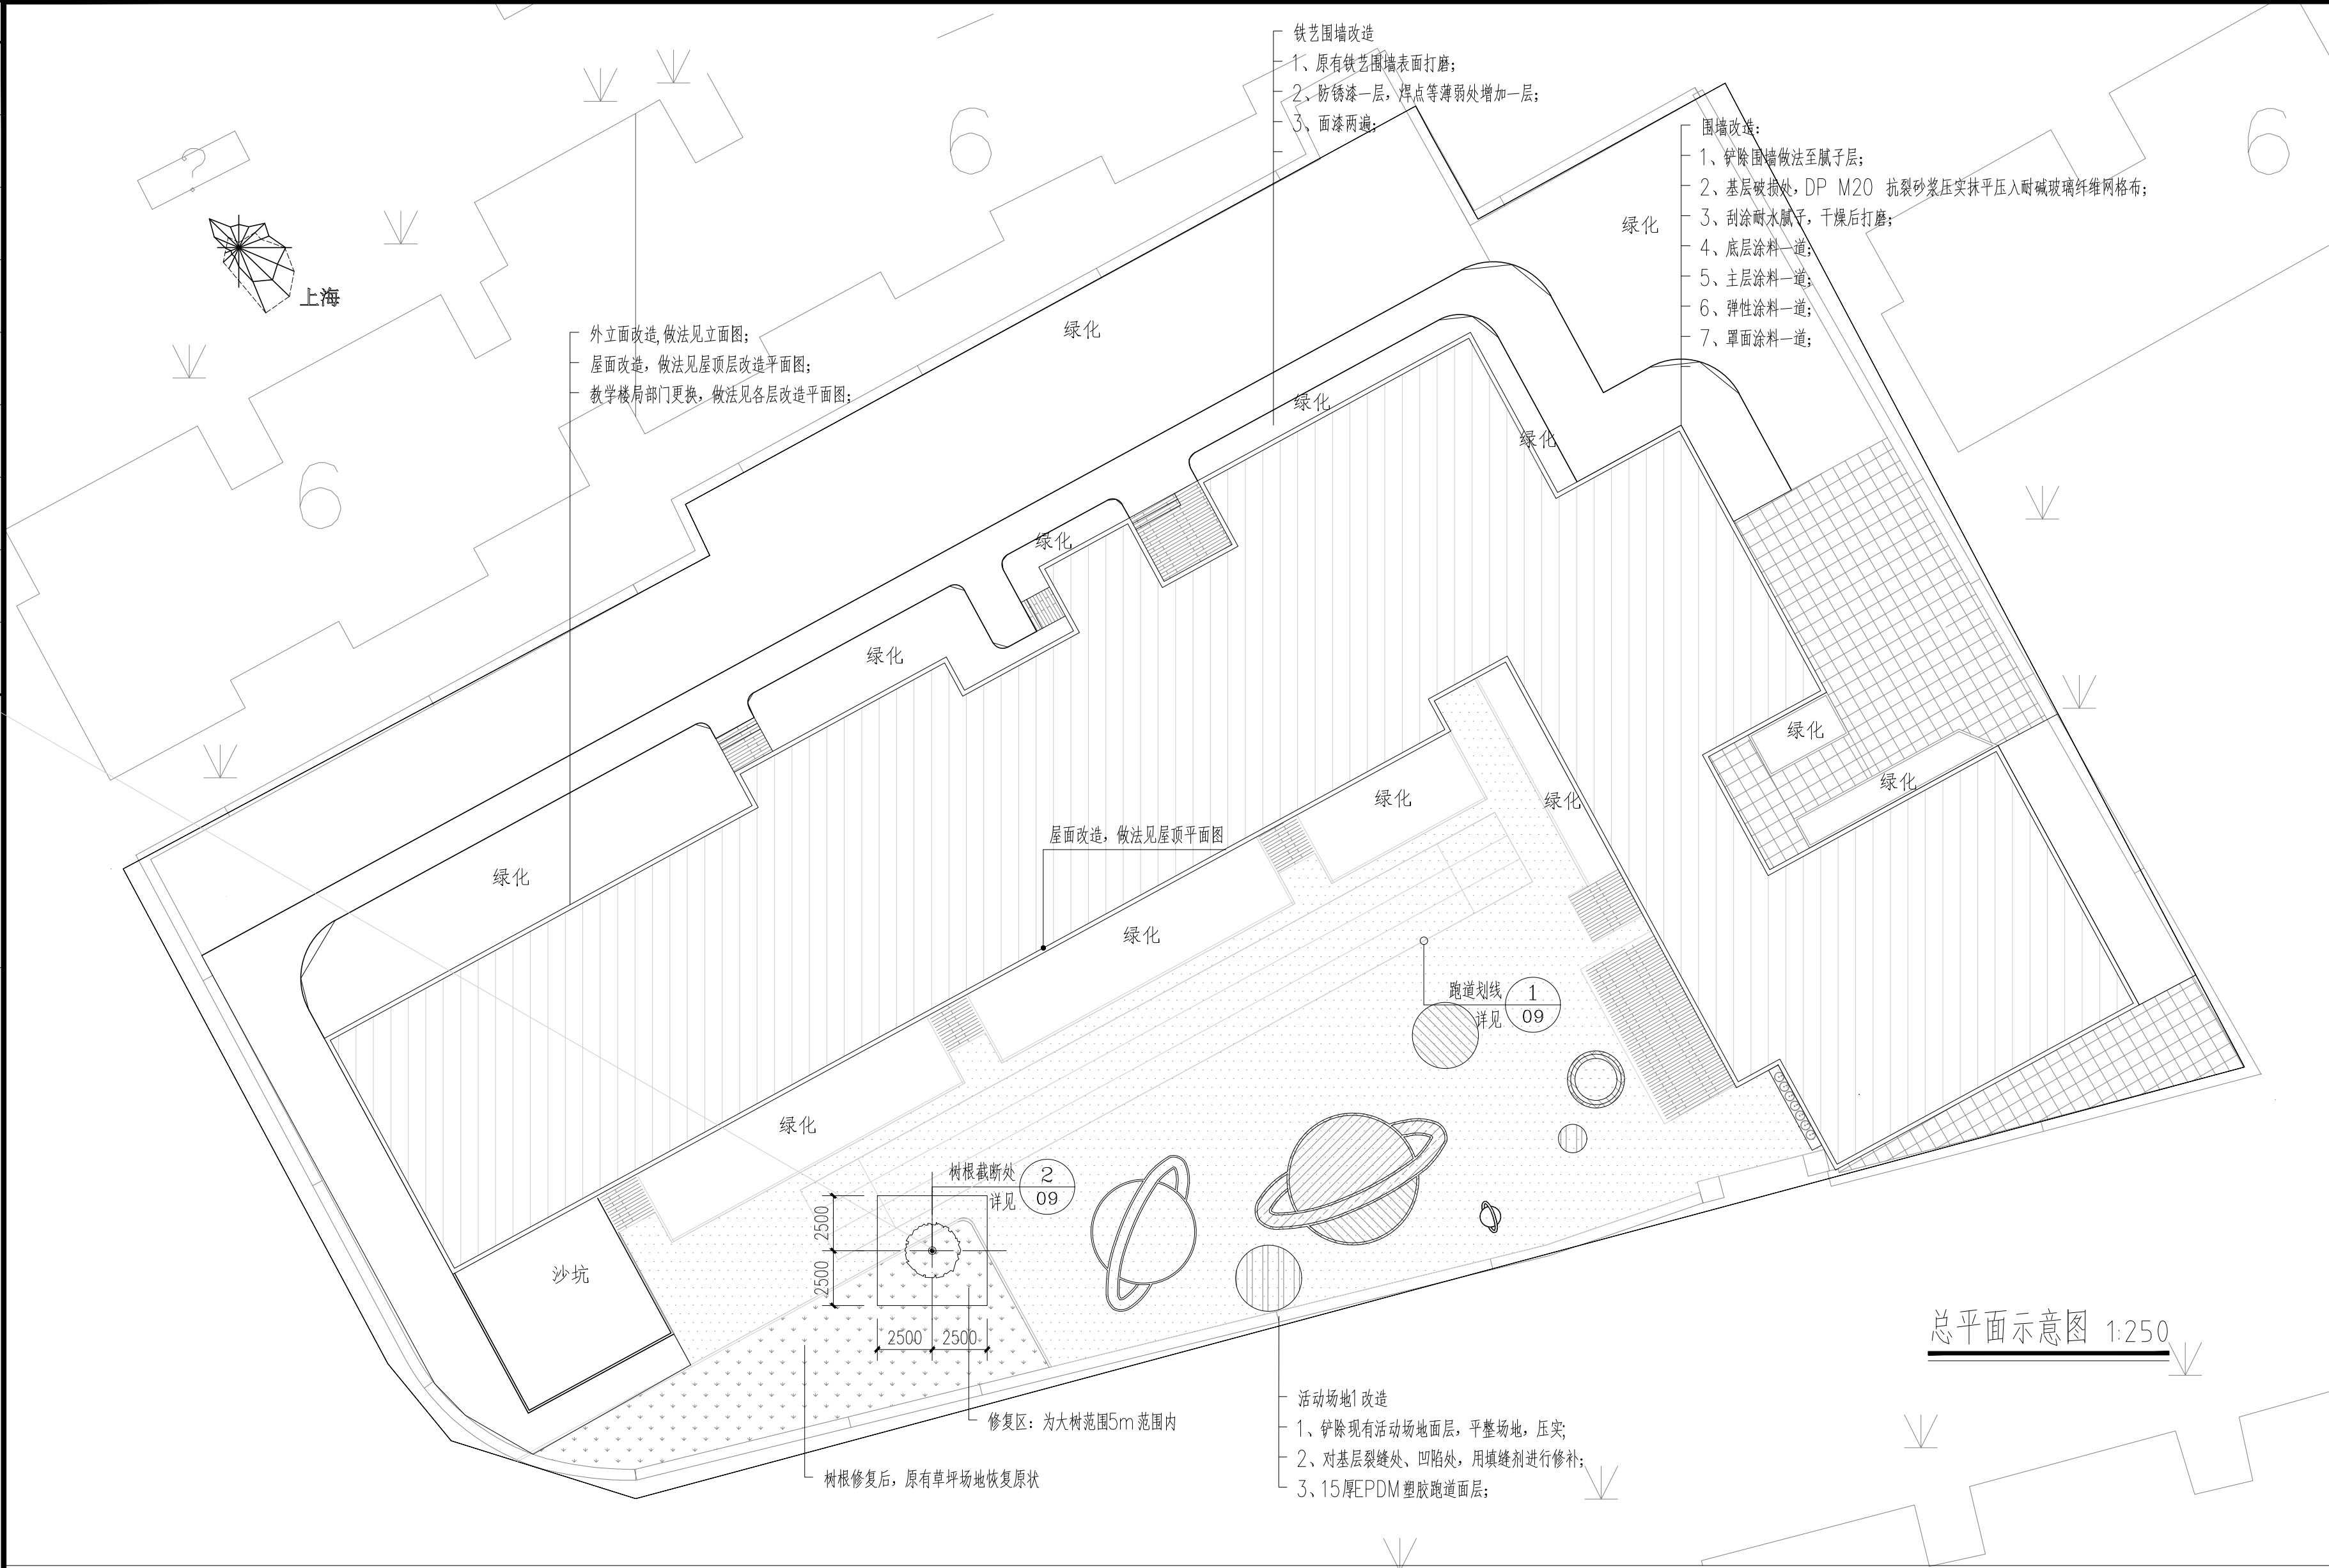 铁艺围墙改造
1、原有铁艺围墙表面打磨;
2、防锈漆一层，焊点等薄弱处增加一层;
3、面漆两遍;
围墙改造:
1、铲除围墙做法至腻子层;
2、基层破损处，DP M20 抗裂砂浆压实抹平压入耐碱玻璃纤维网格布;
3、刮涂耐水腻子，干燥后打磨;
4、底层涂料一道;
5、主层涂料一道;
6、弹性涂料一道;
7、罩面涂料一道;
6
6
?
上海
外立面改造,做法见立面图;
屋面改造，做法见屋顶层改造平面图;
教学楼局部门更换，做法见各层改造平面图;
6
绿化
绿化
绿化
绿化
绿化
绿化
绿化
绿化
绿化
绿化
绿化
绿化
绿化
屋面改造，做法见屋顶平面图
跑道划线
详见
1
09
树根截断处
详见
2
09
2500
2500
2500
2500
沙坑
修复区：为大树范围5m范围内
树根修复后，原有草坪场地恢复原状
活动场地1改造
1、铲除现有活动场地面层，平整场地，压实;
2、对基层裂缝处、凹陷处，用填缝剂进行修补;
3、15厚EPDM塑胶跑道面层;
总平面示意图 1:250